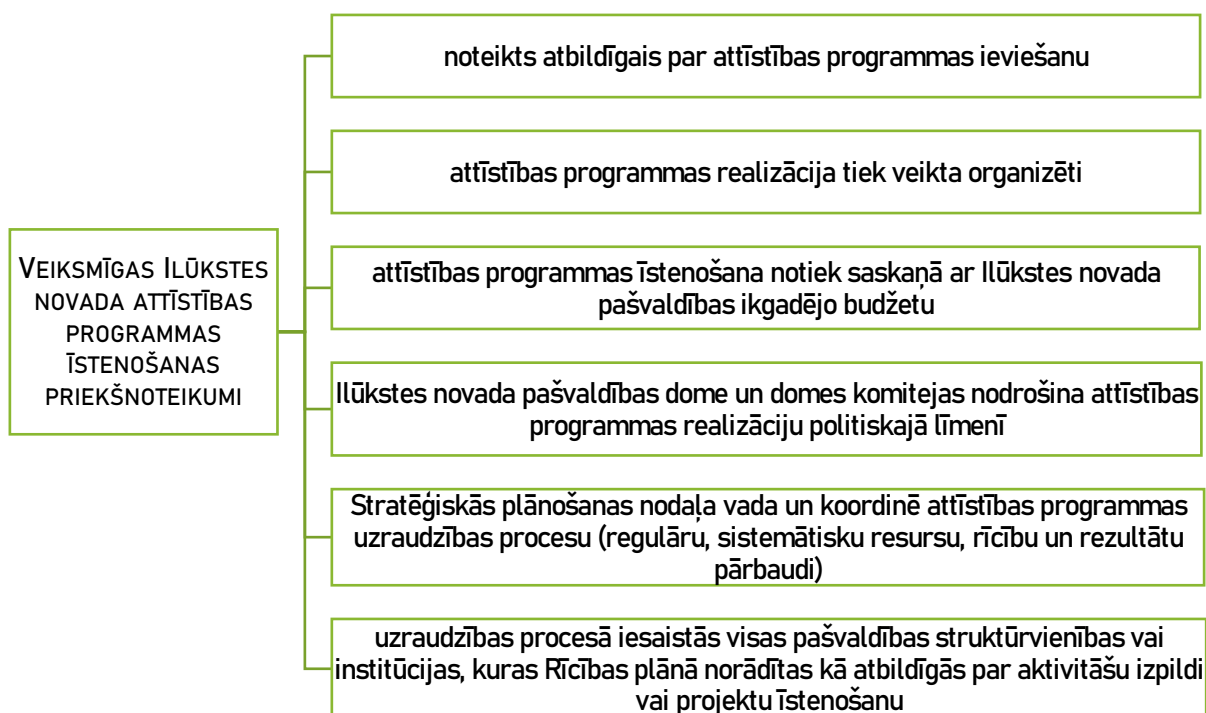 VEIKSMĪGAS ILŪKSTES
NOVADA ATTĪSTĪBAS
PROGRAMMAS
ĪSTENOŠANAS
PRIEKŠNOTEIKUMI
noteikts atbildīgais par attīstības programmas ieviešanu
attīstības programmas realizācija tiek veikta organizēti
attīstības programmas īstenošana notiek saskaņā ar Ilūkstes novada
pašvaldības ikgadējo budžetu
Ilūkstes novada pašvaldības dome un domes komitejas nodrošina attīstības
programmas realizāciju politiskajā līmenī
Stratēģiskās plānošanas nodaļa vada un koordinē attīstības programmas
uzraudzības procesu (regulāru, sistemātisku resursu, rīcību un rezultātu
pārbaudi)
uzraudzības procesā iesaistās visas pašvaldības struktūrvienības vai
institūcijas, kuras Rīcības plānā norādītas kā atbildīgās par aktivitāšu izpildi
vai projektu īstenošanu